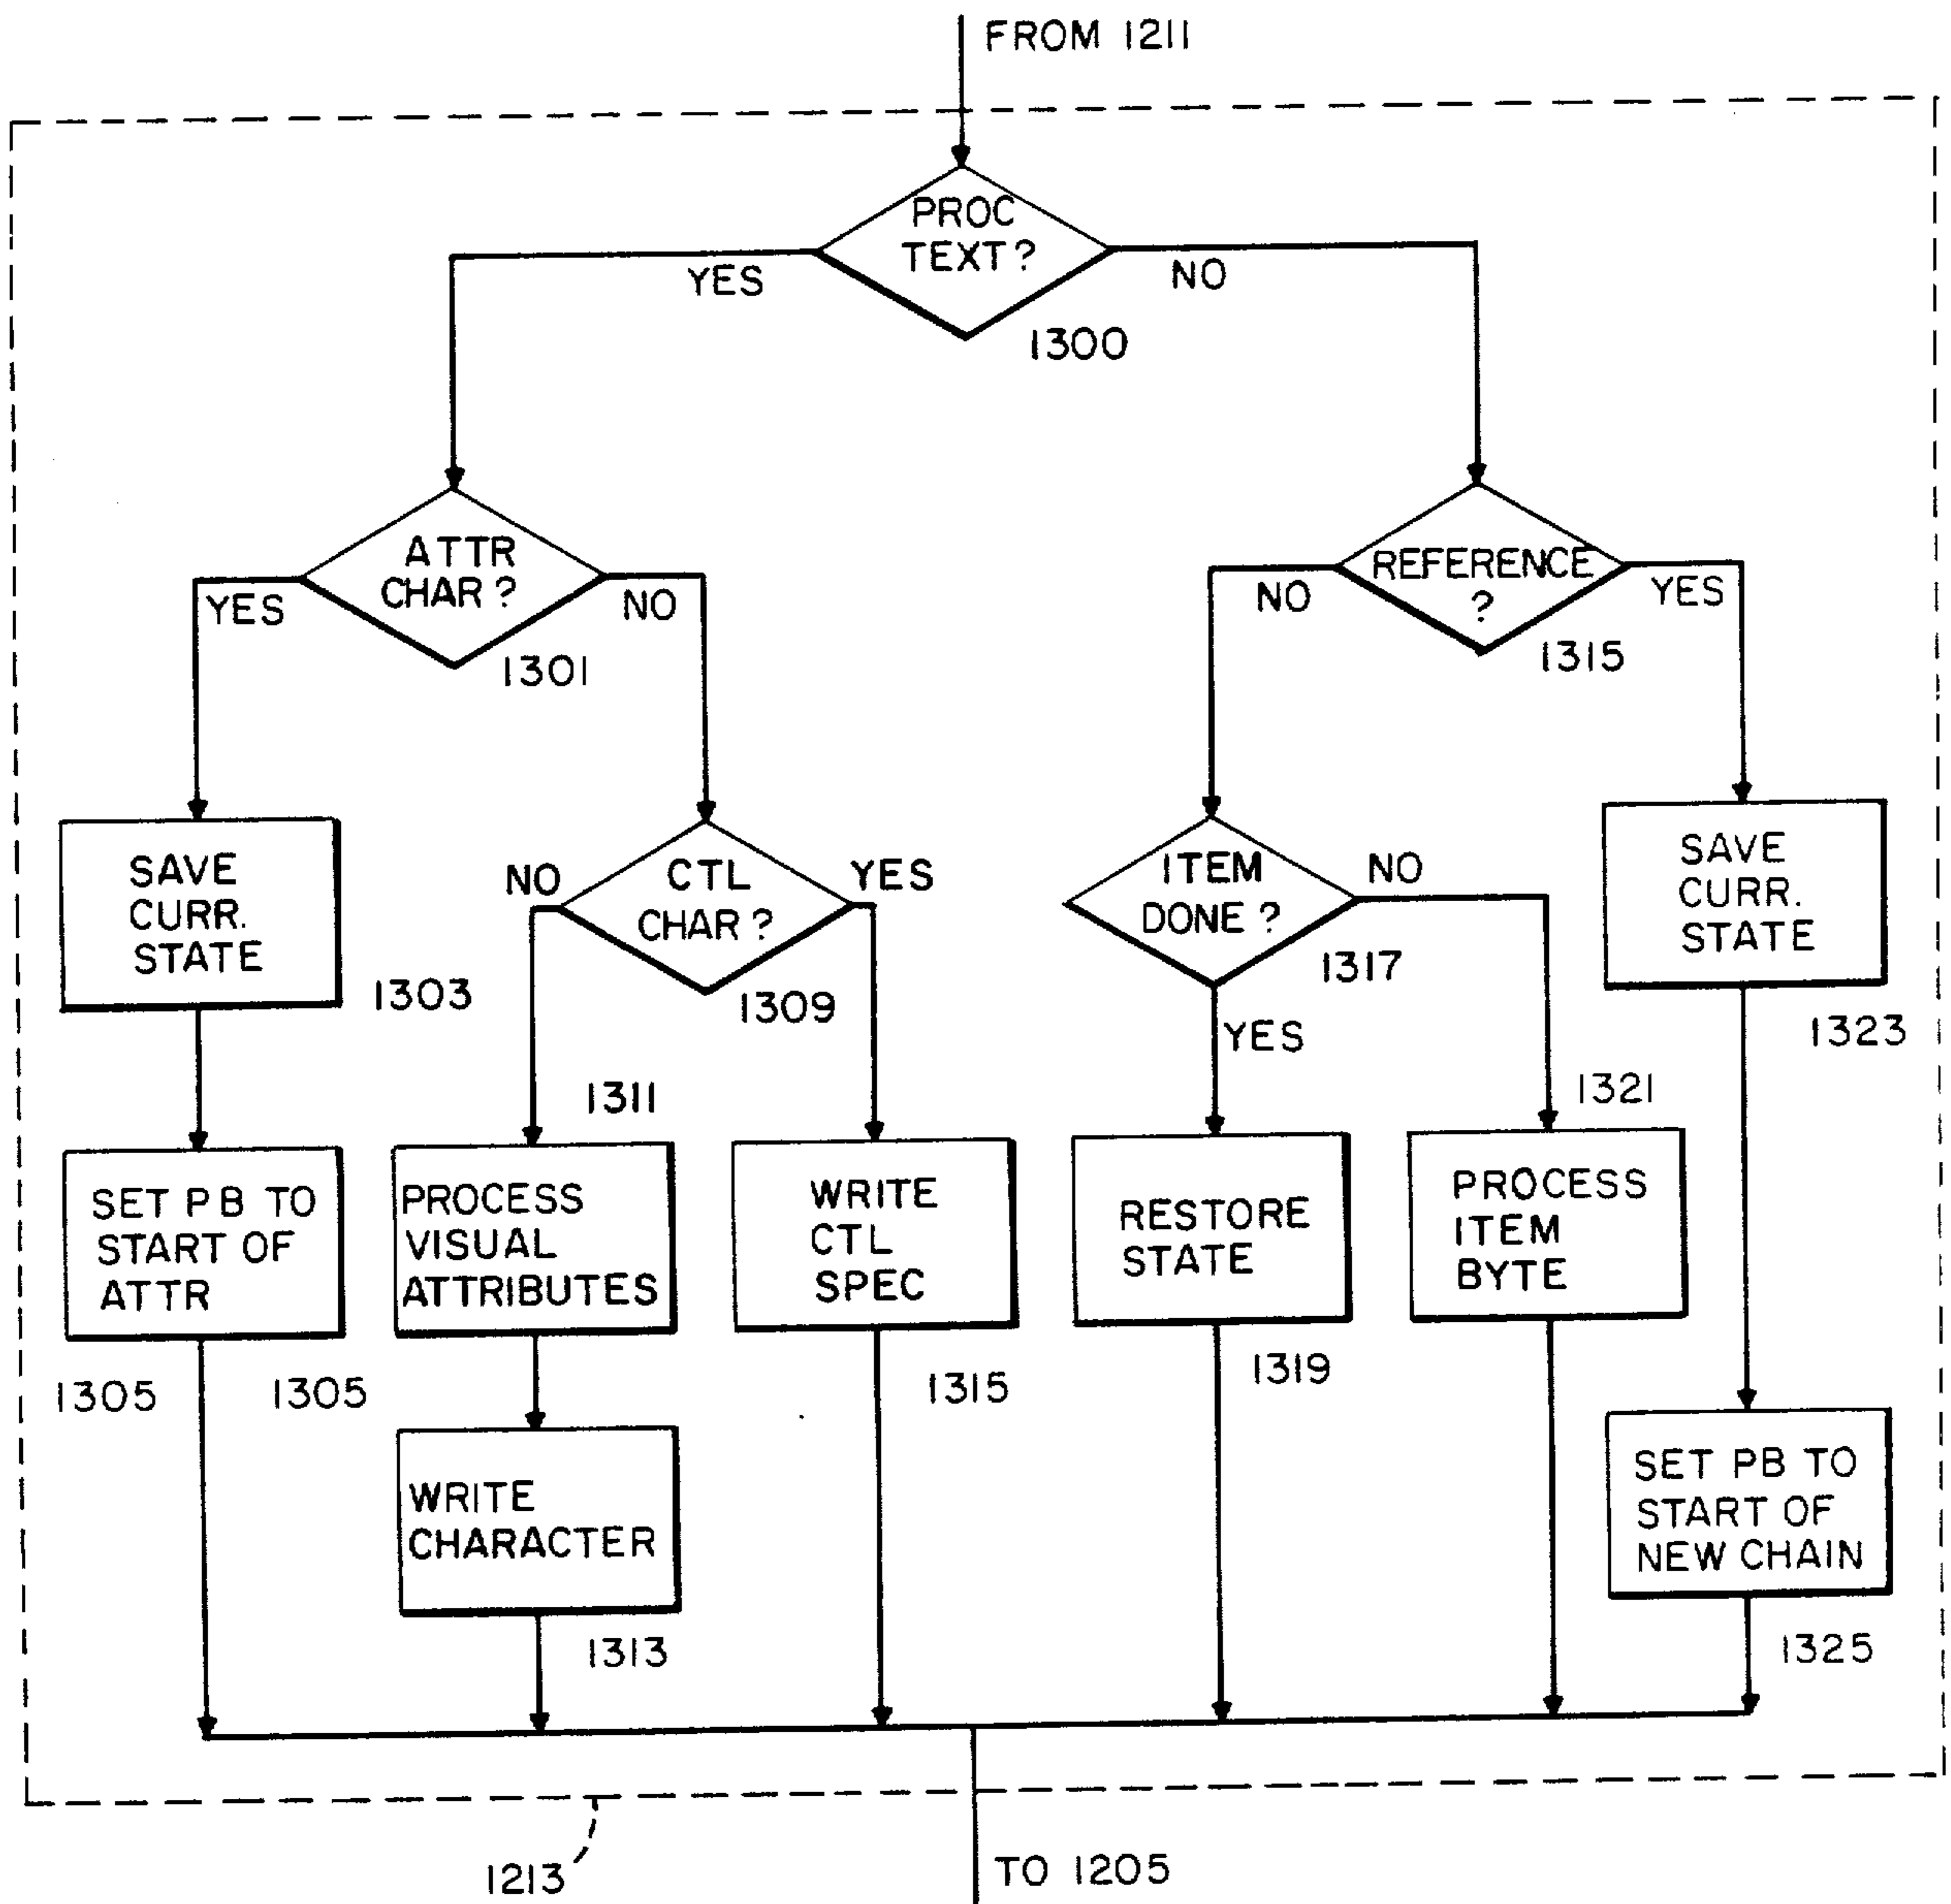 FROM 1211
PROC
TEXT?
YES
NO
1300
ATTR
CHAR?
YES
NO
1301
REFERENCE
?
NO
YES
1315
SAVE
CURR.
STATE
1303
CTL
CHAR?
NO
YES
1309
ITEM
DONE?
NO
YES
1317
SAVE
CURR.
STATE
1323
SET PB TO
START OF
ATTR
1305
1305
1311
PROCESS
VISUAL
ATTRIBUTES
WRITE
CTL
SPEC
1315
RESTORE
STATE
1319
1321
PROCESS
ITEM
BYTE
WRITE
CHARACTER
1313
SET PB TO
START OF
NEW CHAIN
1325
1213
TO 1205